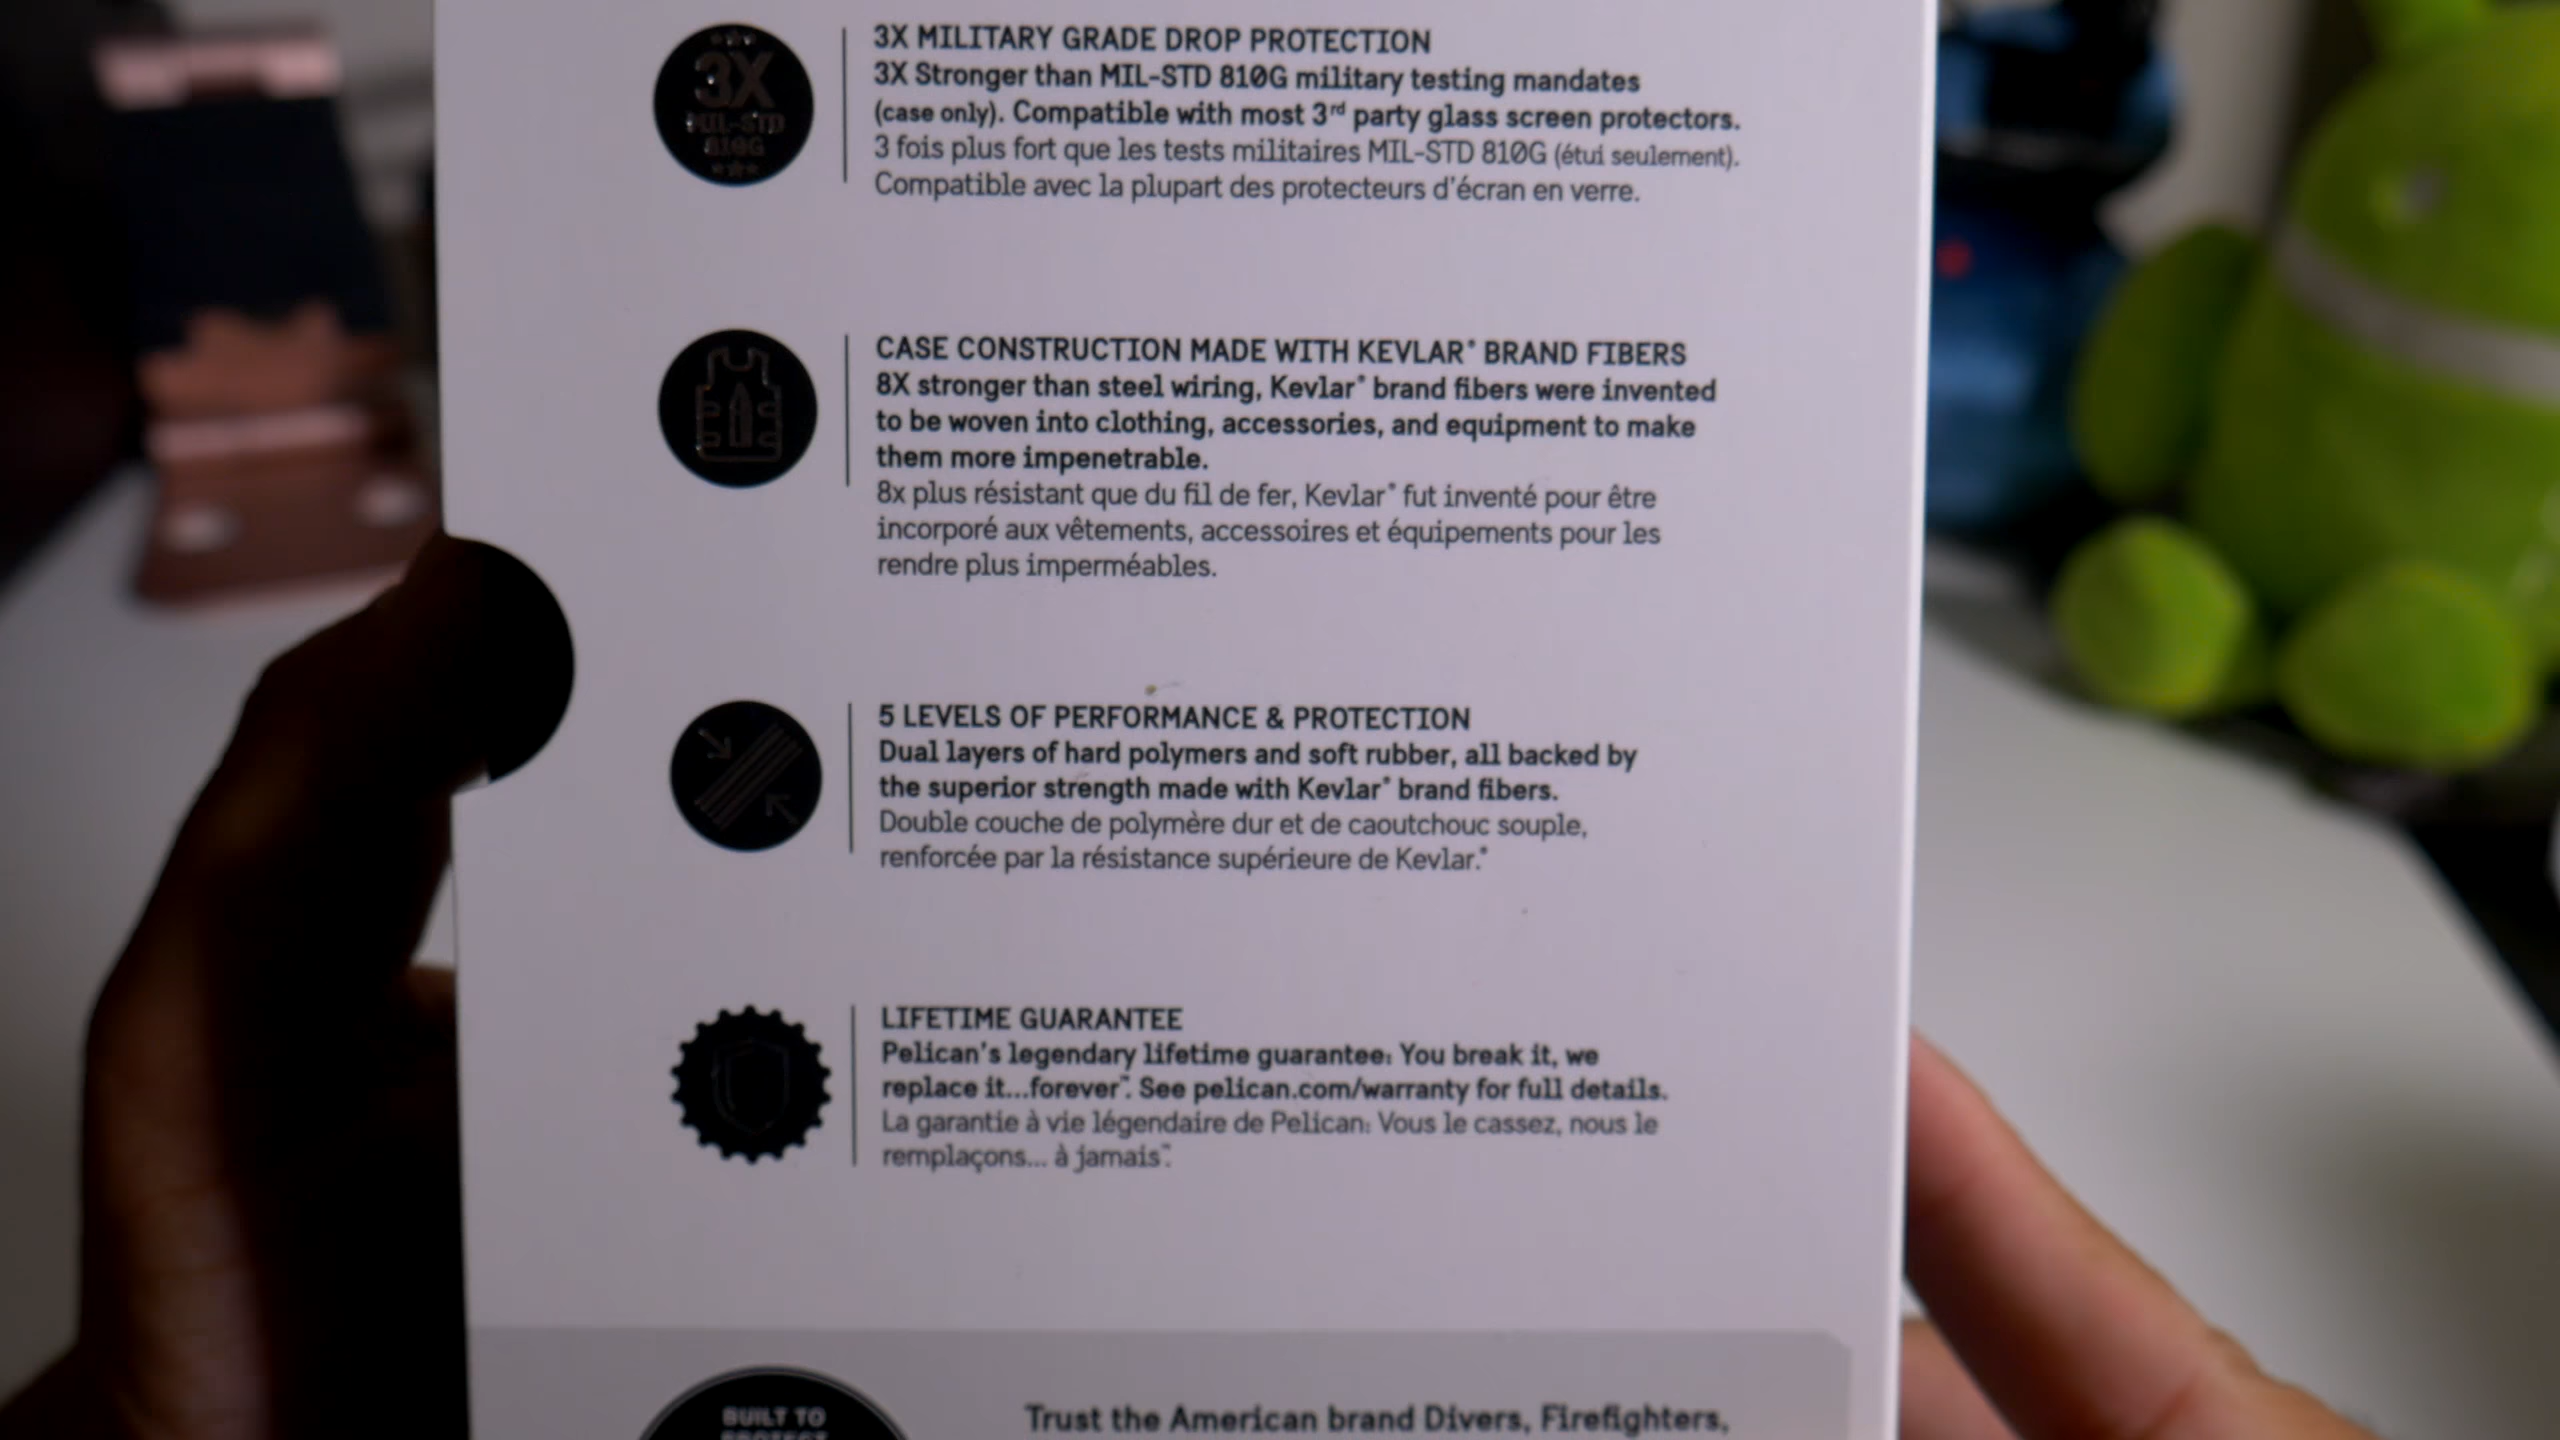 3X
MIL-STD
810G
3X MILITARY GRADE DROP PROTECTION
3X Stronger than MIL-STD 810G military testing mandates
(case only). Compatible with most 3rd party glass screen protectors.
3 fois plus fort que les tests militaires MIL-STD 810G (étui seulement).
Compatible avec la plupart des protecteurs d'écran en verre.
CASE CONSTRUCTION MADE WITH KEVLAR® BRAND FIBERS
8X stronger than steel wiring, Kevlar® brand fibers were invented
to be woven into clothing, accessories, and equipment to make
them more impenetrable.
8x plus résistant que du fil de fer, Kevlar® fut inventé pour être
incorporé aux vêtements, accessoires et équipements pour les
rendre plus imperméables.
5 LEVELS OF PERFORMANCE & PROTECTION
Dual layers of hard polymers and soft rubber, all backed by
the superior strength made with Kevlar® brand fibers.
Double couche de polymère dur et de caoutchouc souple,
renforcée par la résistance supérieure de Kevlar.®
LIFETIME GUARANTEE
Pelican's legendary lifetime guarantee: You break it, we
replace it...forever™. See pelican.com/warranty for full details.
La garantie à vie légendaire de Pelican: Vous le cassez, nous le
remplaçons... à jamais™.
BUILT TO
PROTECT
Trust the American brand Divers, Firefighters,